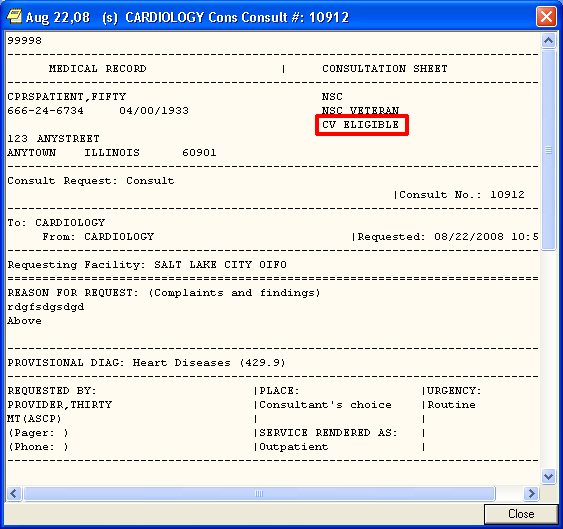 Aug 22,08 (s) CARDIOLOGY Cons Consult #: 10912
99998
MEDICAL RECORD | CONSULTATION SHEET
CPRSPATIENT,FIFTY NSC
666-24-6734 04/00/1933 NSC VETERAN
CV ELIGIBLE
123 ANYSTREET
ANYTOWN ILLINOIS 60901
Consult Request: Consult
|Consult No.: 10912
To: CARDIOLOGY
From: CARDIOLOGY |Requested: 08/22/2008 10:5
Requesting Facility: SALT LAKE CITY OIFO
REASON FOR REQUEST: (Complaints and findings)
rdgfsdgsdgd
Above
PROVISIONAL DIAG: Heart Diseases (429.9)
REQUESTED BY: |PLACE: |URGENCY:
PROVIDER,THIRTY |Consultant's choice |Routine
MT(ASCP) | |
(Pager: ) |SERVICE RENDERED AS: |
(Phone: ) |Outpatient |
Close